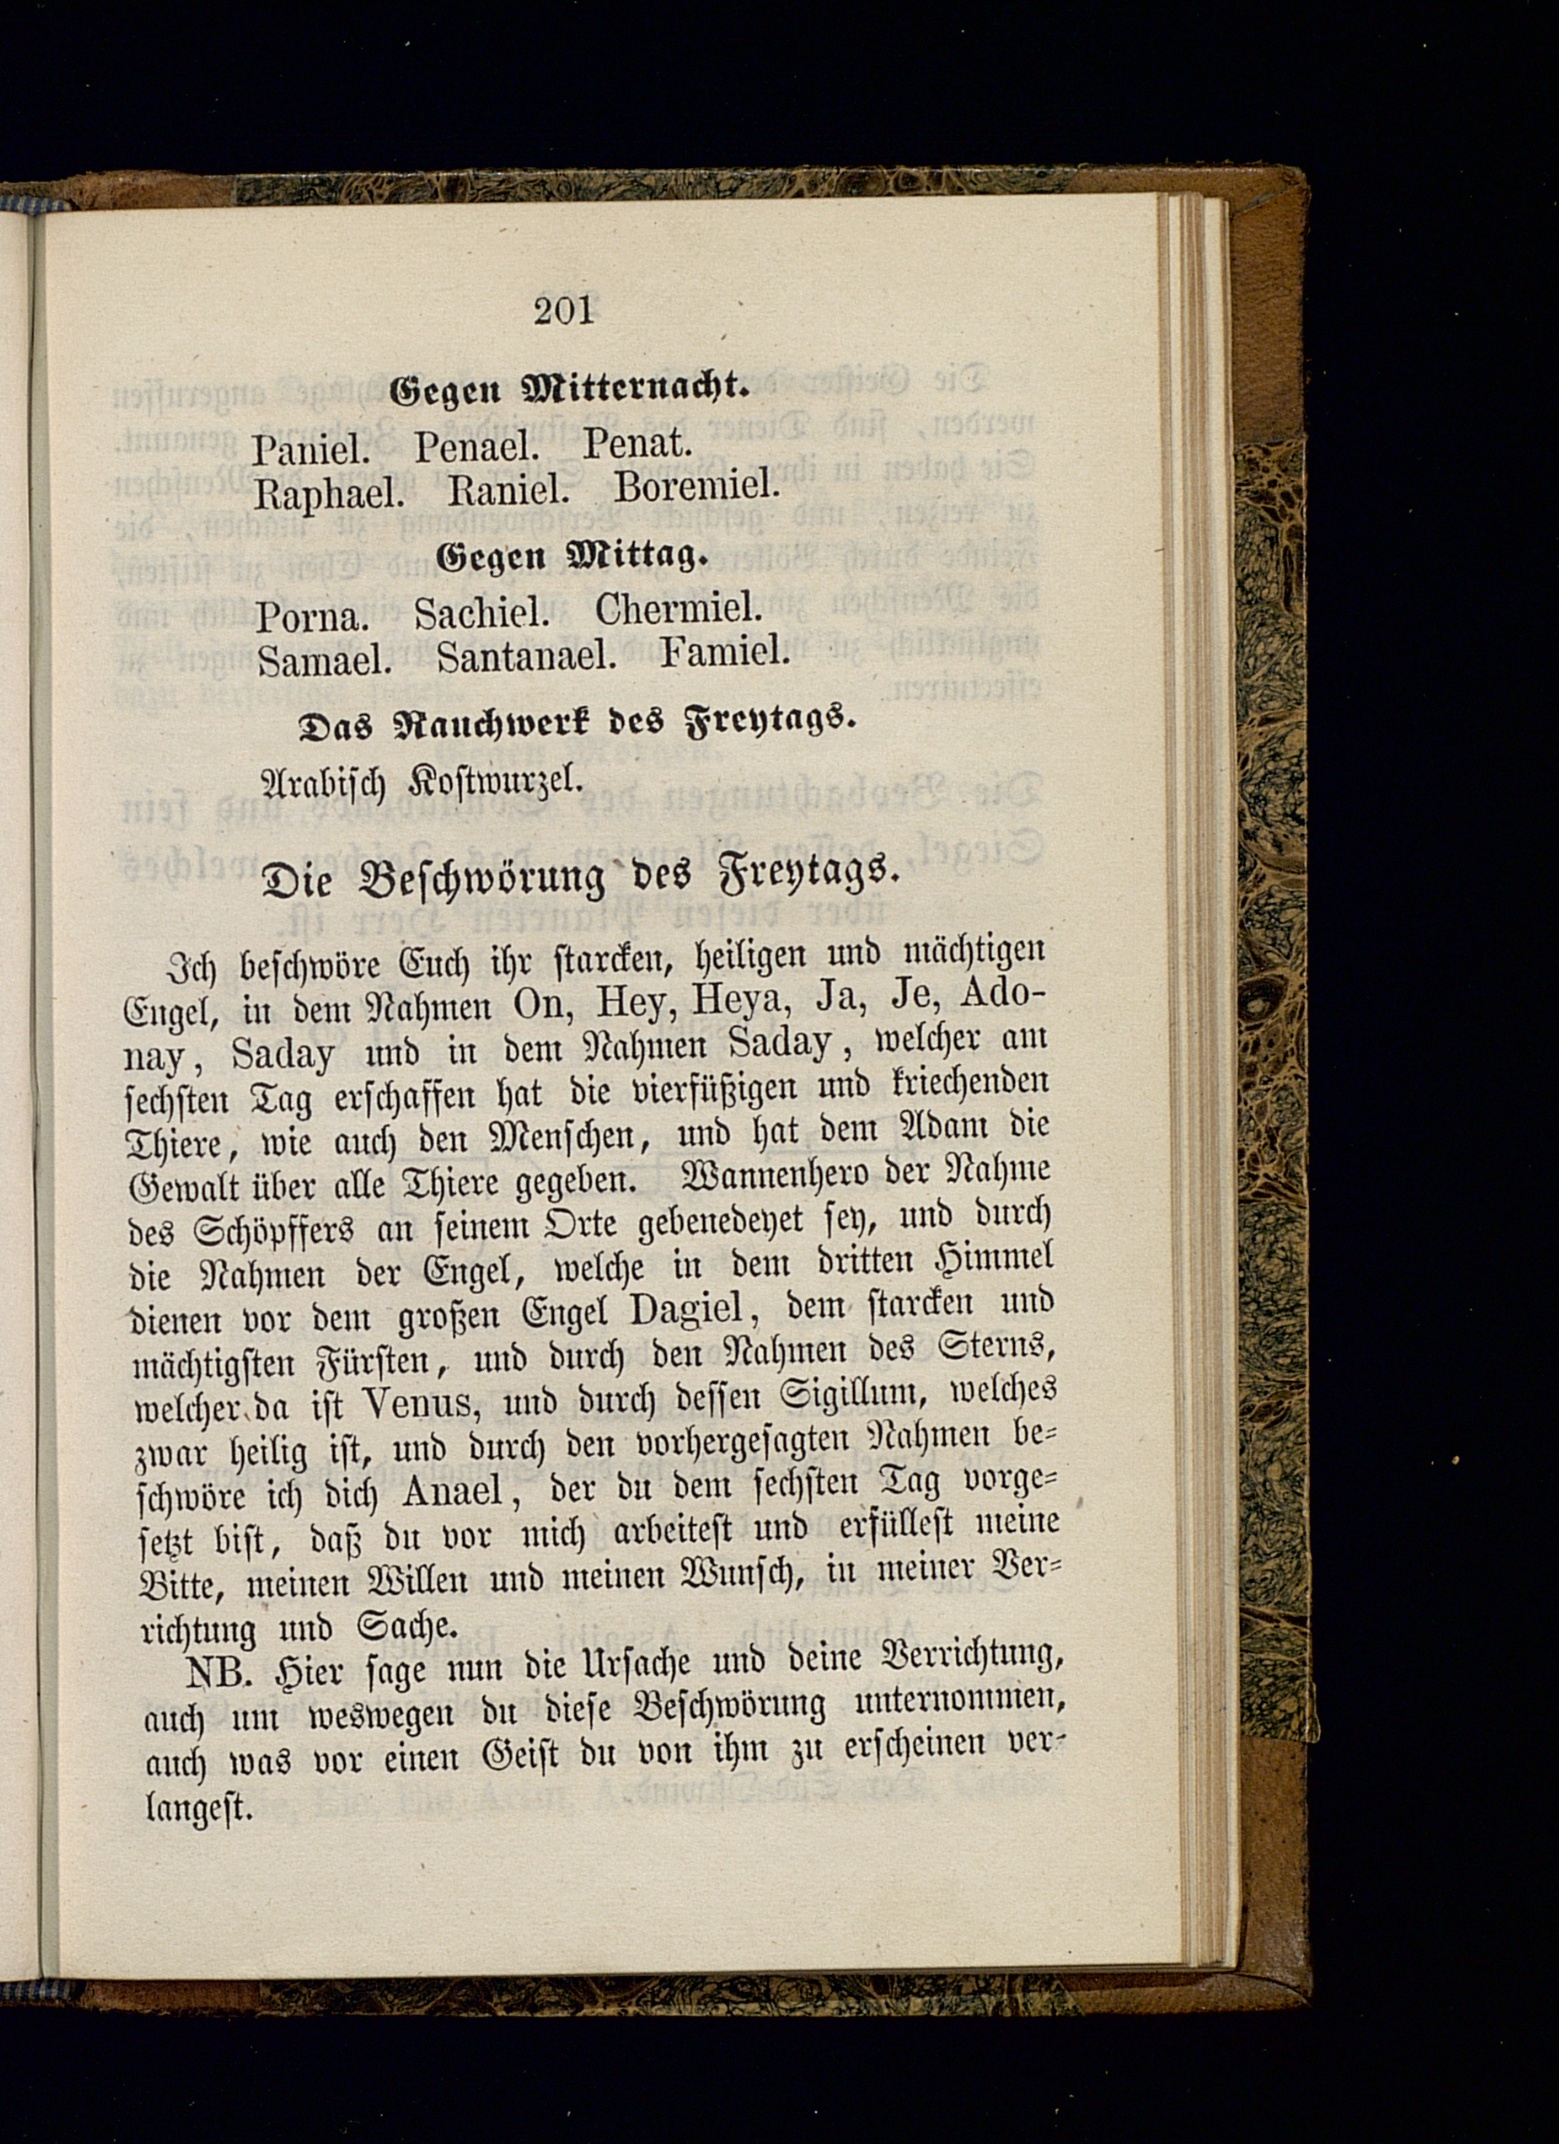 201
Gegen Mitternacht.
Paniel. Penael. Penat.
Raphael. Raniel. Boremiel.
Gegen Mittag.
Porna. Sachiel. Chermiel.
Samael. Santanael. Famiel.
Das Rauchwerk des Freytags.
Arabisch Kostwurzel.
Die Beschwörung des Freytags.
Ich beschwöre Euch ihr starcken, heiligen und mächtigen
Engel, in dem Nahmen On, Hey, Heya, Ja, Je, Ado-
nay, Saday und in dem Nahmen Saday, welcher am
sechsten Tag erschaffen hat die vierfüßigen und kriechenden
Thiere, wie auch den Menschen, und hat dem Adam die
Gewalt über alle Thiere gegeben. Wannenhero der Nahme
des Schöpffers an seinem Orte gebenedeyet sey, und durch
die Nahmen der Engel, welche in dem dritten Himmel
dienen vor dem großen Engel Dagiel, dem starcken und
mächtigsten Fürsten, und durch den Nahmen des Sterns,
welcher da ist Venus, und durch dessen Sigillum, welches
zwar heilig ist, und durch den vorhergesagten Nahmen be-
schwöre ich dich Anael, der du dem sechsten Tag vorge-
setzt bist, daß du vor mich arbeitest und erfüllest meine
Bitte, meinen Willen und meinen Wunsch, in meiner Ver-
richtung und Sache.
NB. Hier sage nun die Ursache und deine Verrichtung,
auch um weswegen du diese Beschwörung unternommen,
auch was vor einen Geist du von ihm zu erscheinen ver-
langest.